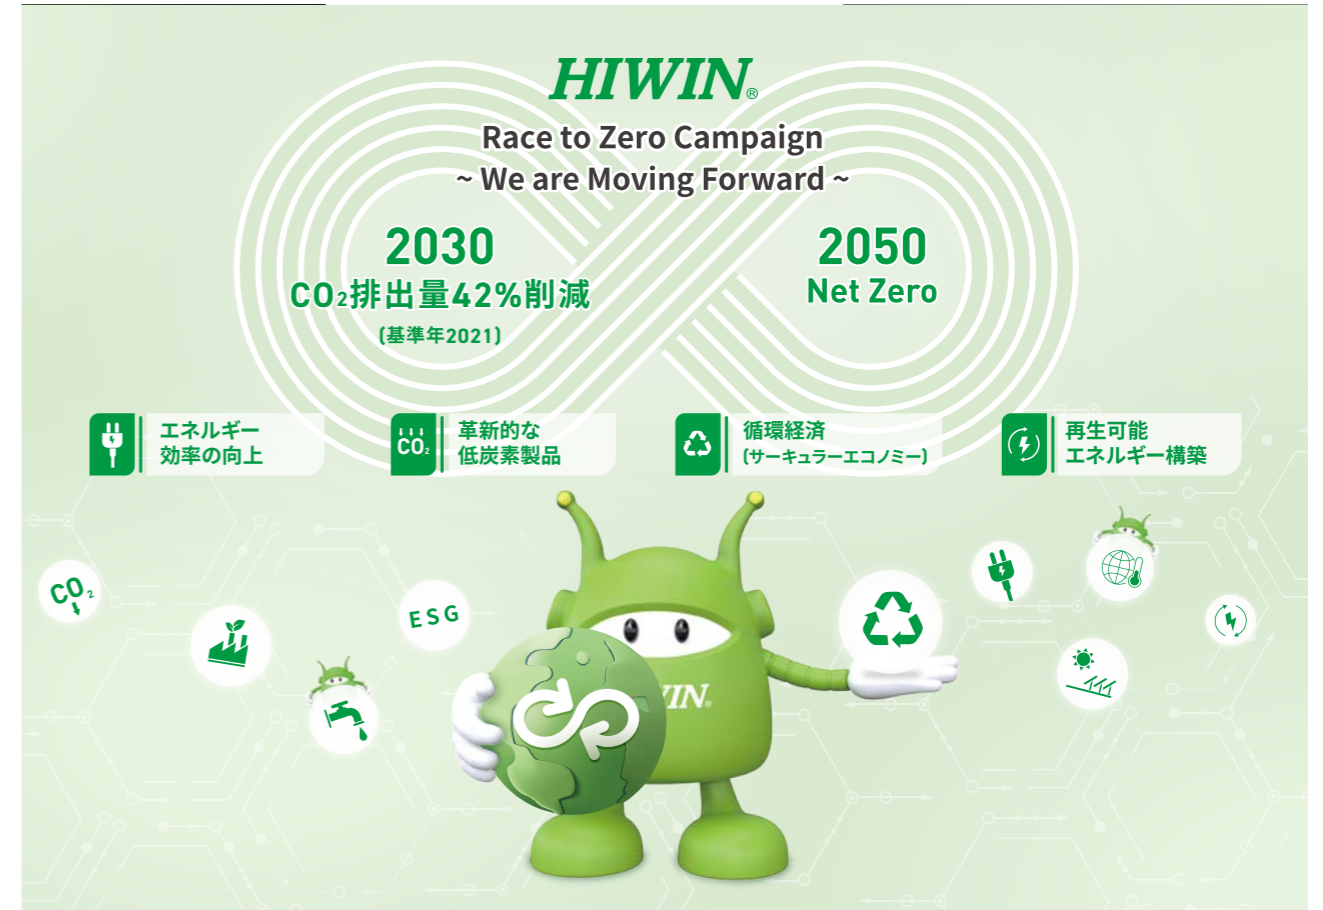 HIWIN®
Race to Zero Campaign
~ We are Moving Forward ~
2030
CO₂排出量42%削減
(基準年2021)
2050
Net Zero
エネルギー
効率の向上
CO₂
革新的な
低炭素製品
循環経済
(サーキュラーエコノミー)
再生可能
エネルギー構築
CO₂
ESG
WIN®